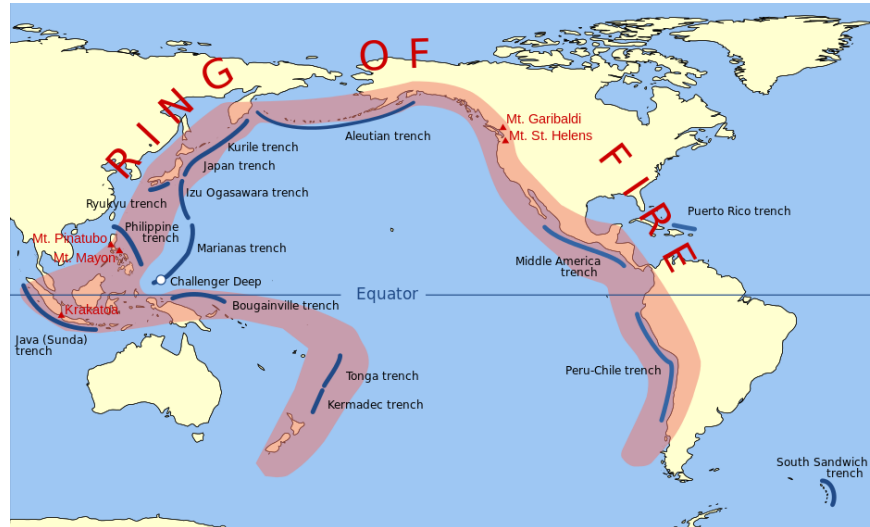 RING OF FIRE
Mt. Garibaldi
Mt. St. Helens
Aleutian trench
Kurile trench
Japan trench
Izu Ogasawara trench
Ryukyu trench
Puerto Rico trench
Philippine
trench
Mt. Pinatubo
Mt. Mayon
Marianas trench
Middle America
trench
Challenger Deep
Equator
Bougainville trench
Krakatoa
Java (Sunda)
trench
Peru-Chile trench
Tonga trench
Kermadec trench
South Sandwich
trench